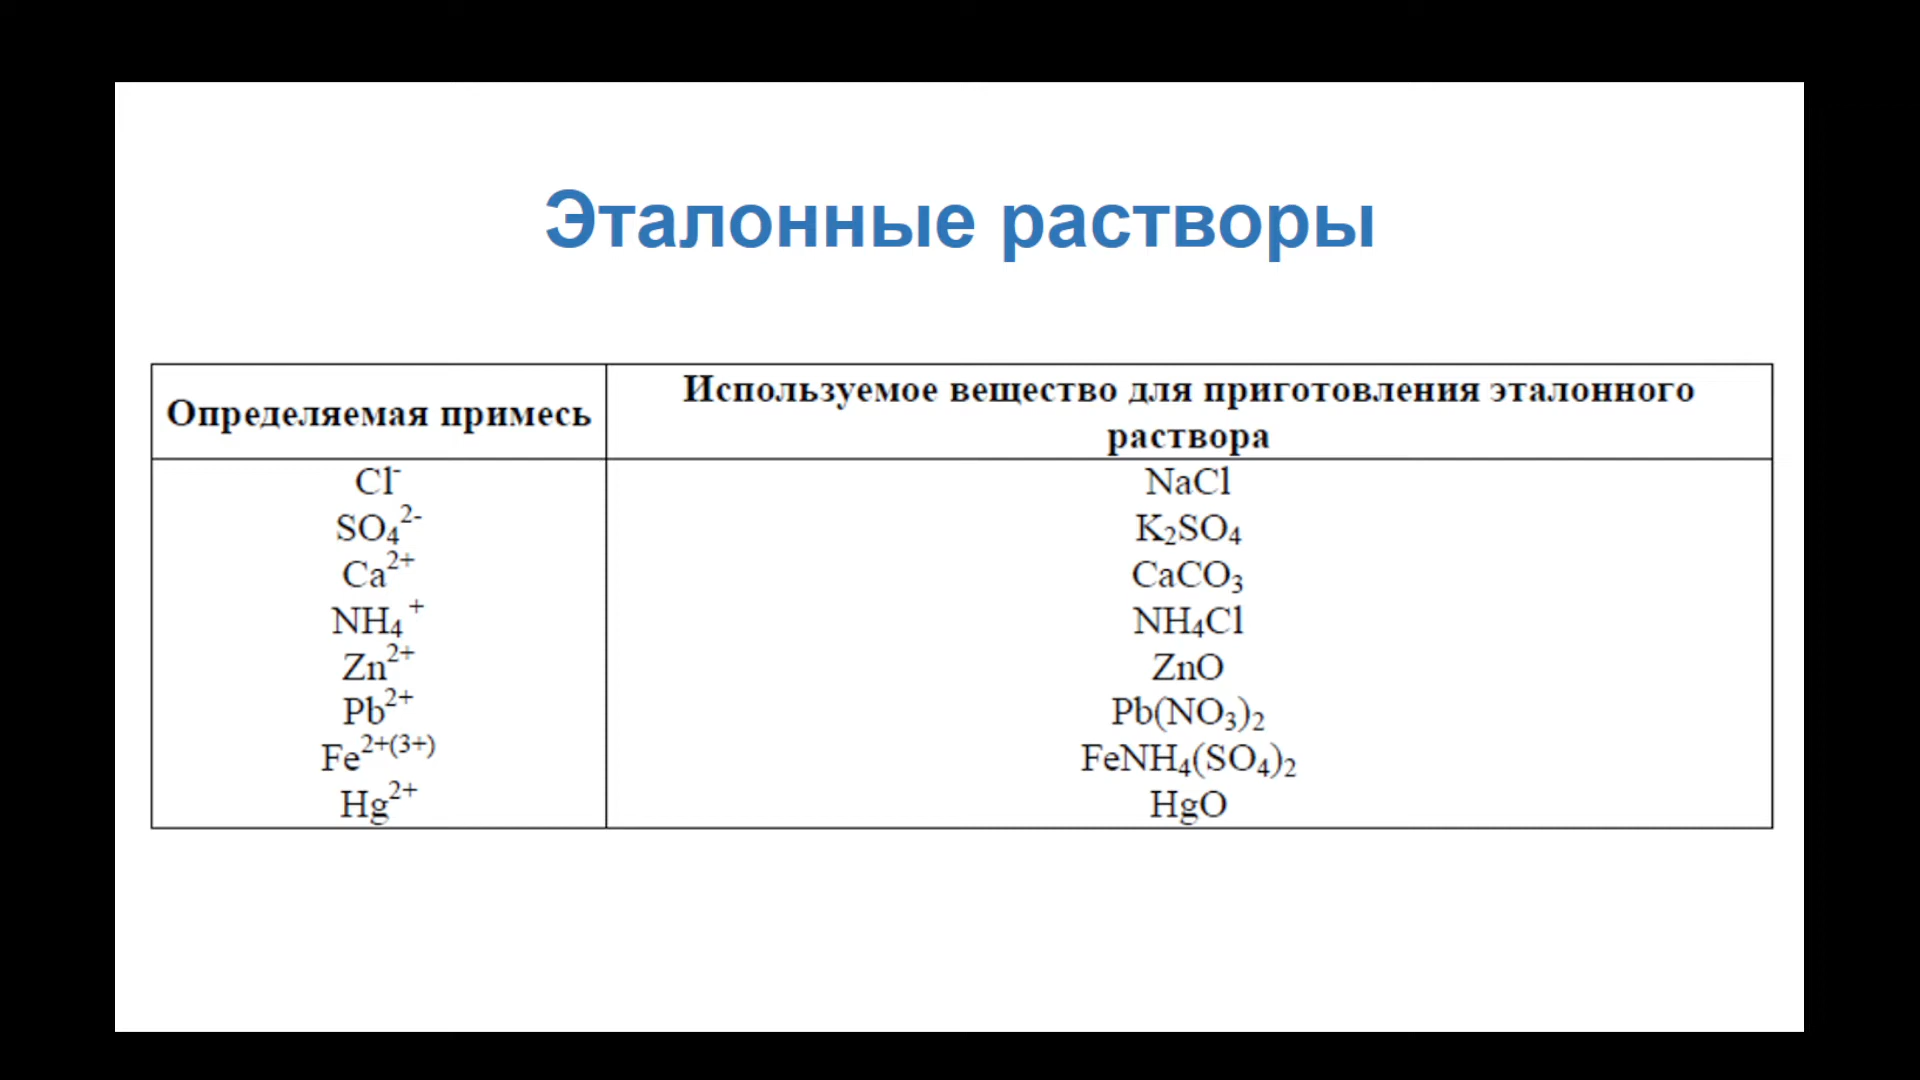 Эталонные растворы
Определяемая примесь
Используемое вещество для приготовления эталонного
раствора
Cl⁻ NaCl
SO₄²⁻ K₂SO₄
Ca²⁺ CaCO₃
NH₄⁺ NH₄Cl
Zn²⁺ ZnO
Pb²⁺ Pb(NO₃)₂
Fe²⁺⁽³⁺⁾ FeNH₄(SO₄)₂
Hg²⁺ HgO